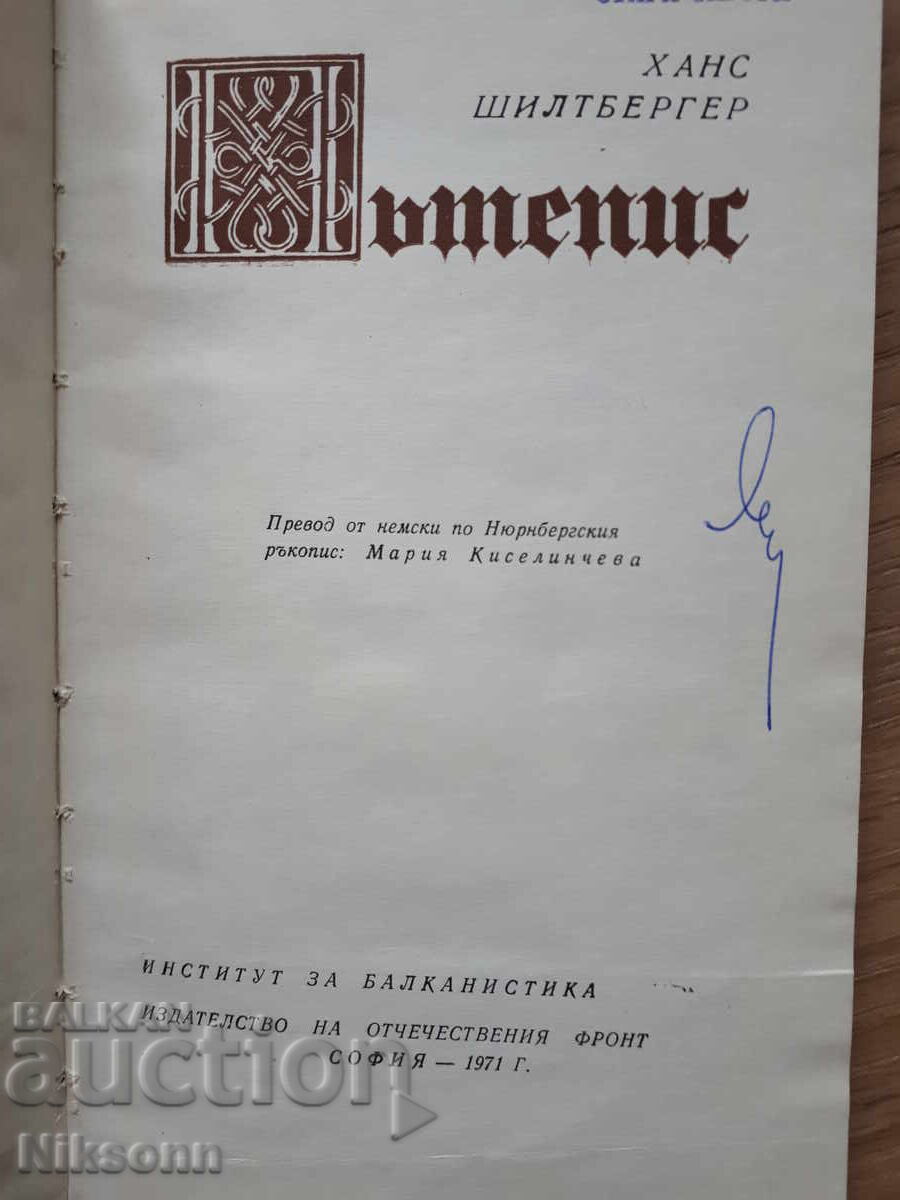 ХАНС
ШИЛТБЕРГЕР
Пътепис
Превод от немски по Нюрнбергския
ръкопис: Мария Киселинчева
ИНСТИТУТ ЗА БАЛКАНИСТИКА
ИЗДАТЕЛСТВО НА ОТЧЕЧЕСТВЕНИЯ ФРОНТ
СОФИЯ — 1971 Г.
BALKAN
auction
Niksonn